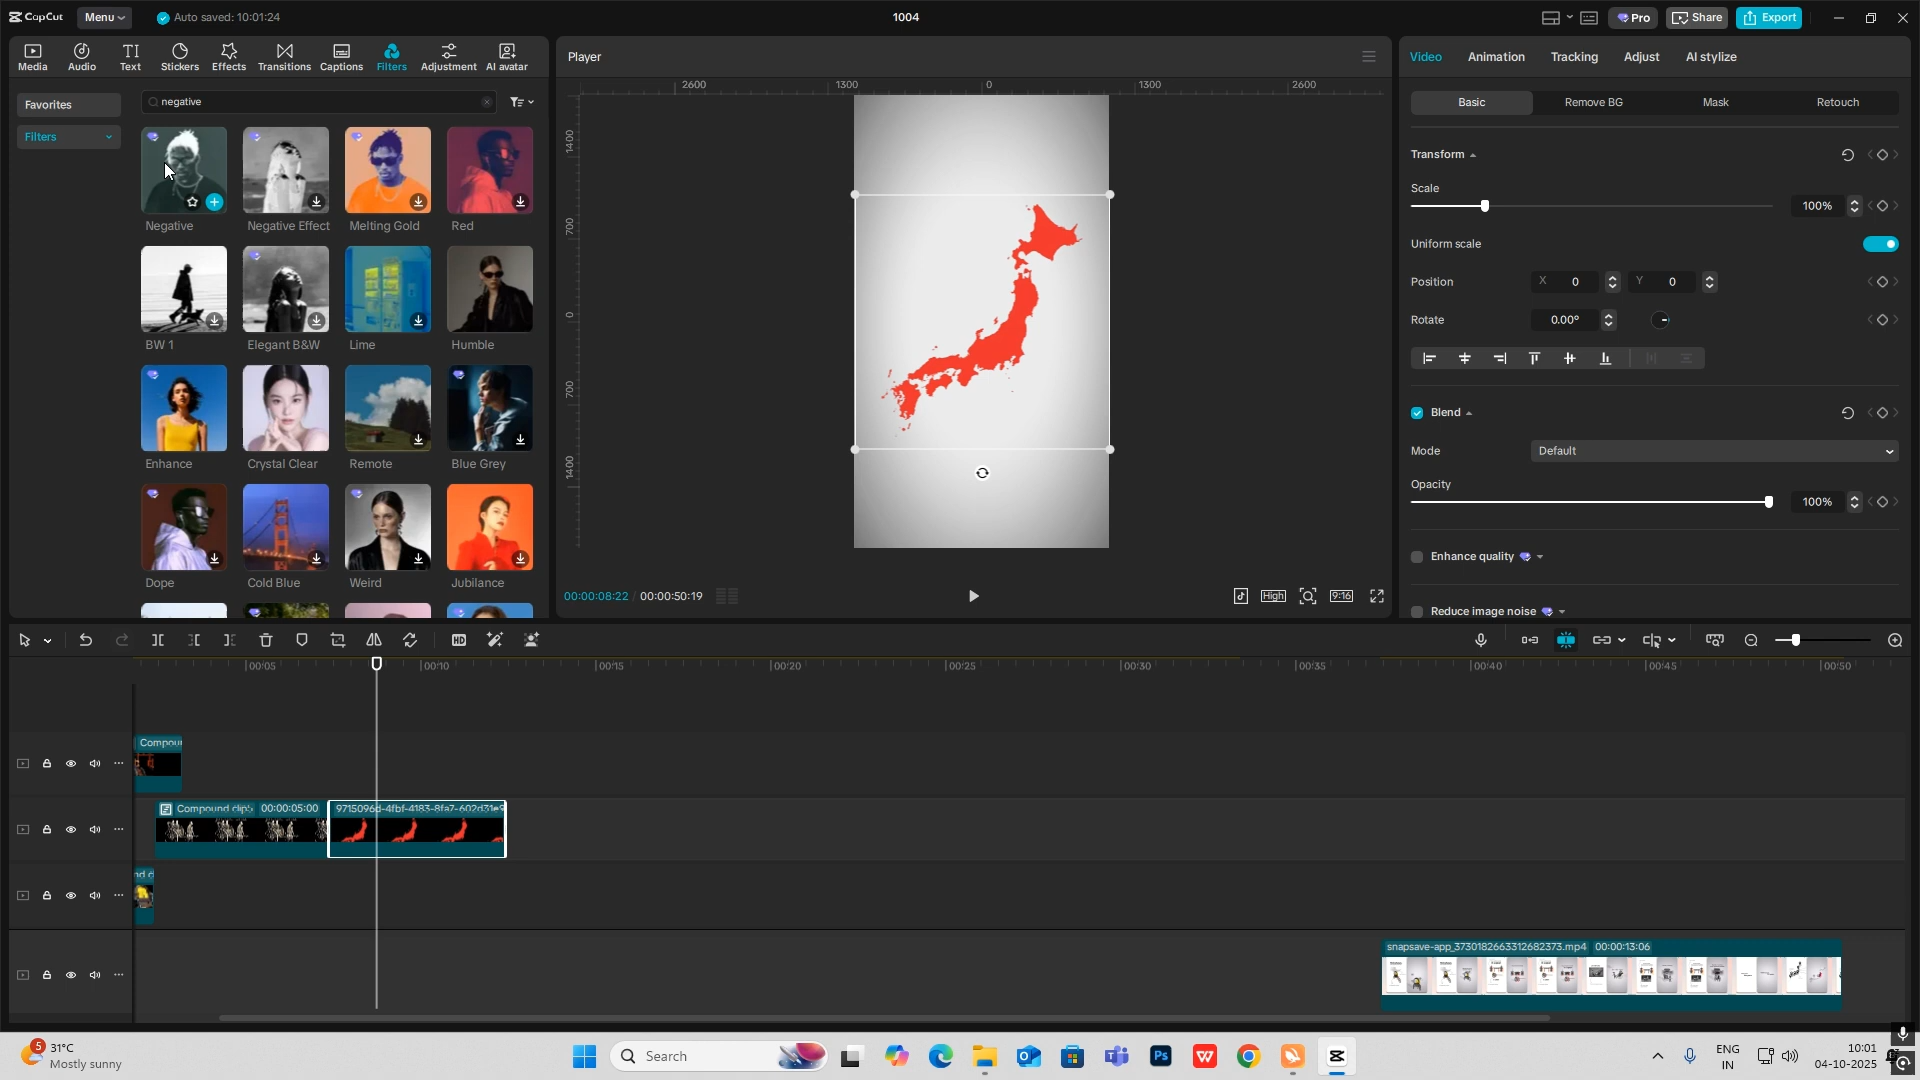 CapCut Menu Auto saved: 10:01:24 1004 Pro Share Export
Media Audio Text Stickers Effects Transitions Captions Filters Adjustment AI avatar
Player
Video Animation Tracking Adjust AI stylize
Favorites
Filters
negative
Negative Negative Effect Melting Gold Red
BW 1 Elegant B&W Lime Humble
Enhance Crystal Clear Remote Blue Grey
Dope Cold Blue Weird Jubilance
2600 1300 0 1300 2600
1400
700
0
700
1400
00:00:08:22 / 00:00:50:19
High 9:16
Basic Remove BG Mask Retouch
Transform
Scale
100%
Uniform scale
Position X 0 Y 0
Rotate 0.00°
Blend
Mode Default
Opacity
100%
Enhance quality
Reduce image noise
HD
00:05 00:10 00:15 00:20 00:25 00:30 00:35 00:40 00:45 00:50
Compour
Compound clip5 00:00:05:00 9715096d-4fbf-4183-8fa7-602d31e9
nd c
snapsave-app_3730182663312682373.mp4 00:00:13:06
5 31°C
Mostly sunny
Search
ENG
IN
10:01
04-10-2025